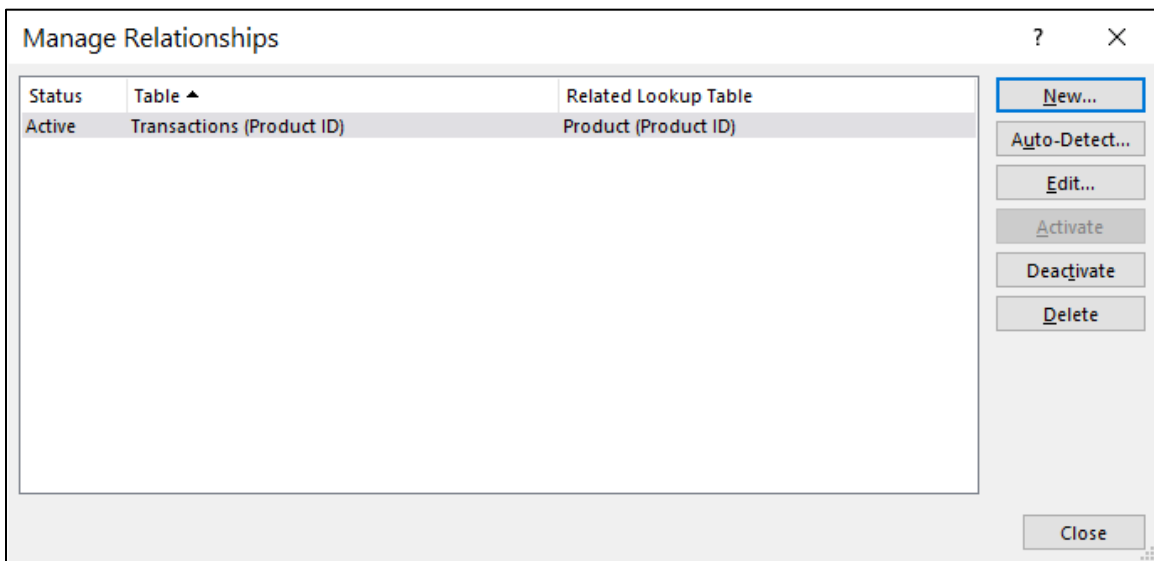 Manage Relationships ?
Status Table Related Lookup Table
Active Transactions (Product ID) Product (Product ID)
New...
Auto-Detect...
Edit...
Activate
Deactivate
Delete
Close